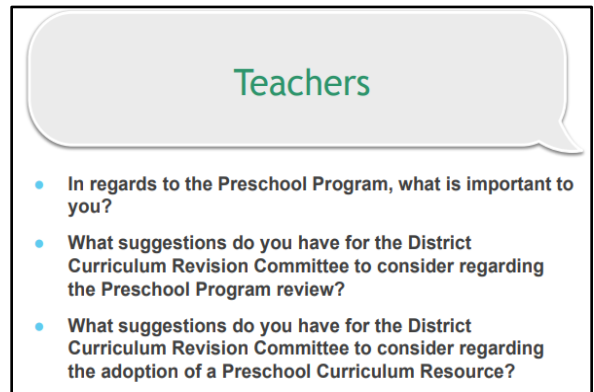 Teachers
• In regards to the Preschool Program, what is important to
you?
• What suggestions do you have for the District
Curriculum Revision Committee to consider regarding
the Preschool Program review?
• What suggestions do you have for the District
Curriculum Revision Committee to consider regarding
the adoption of a Preschool Curriculum Resource?